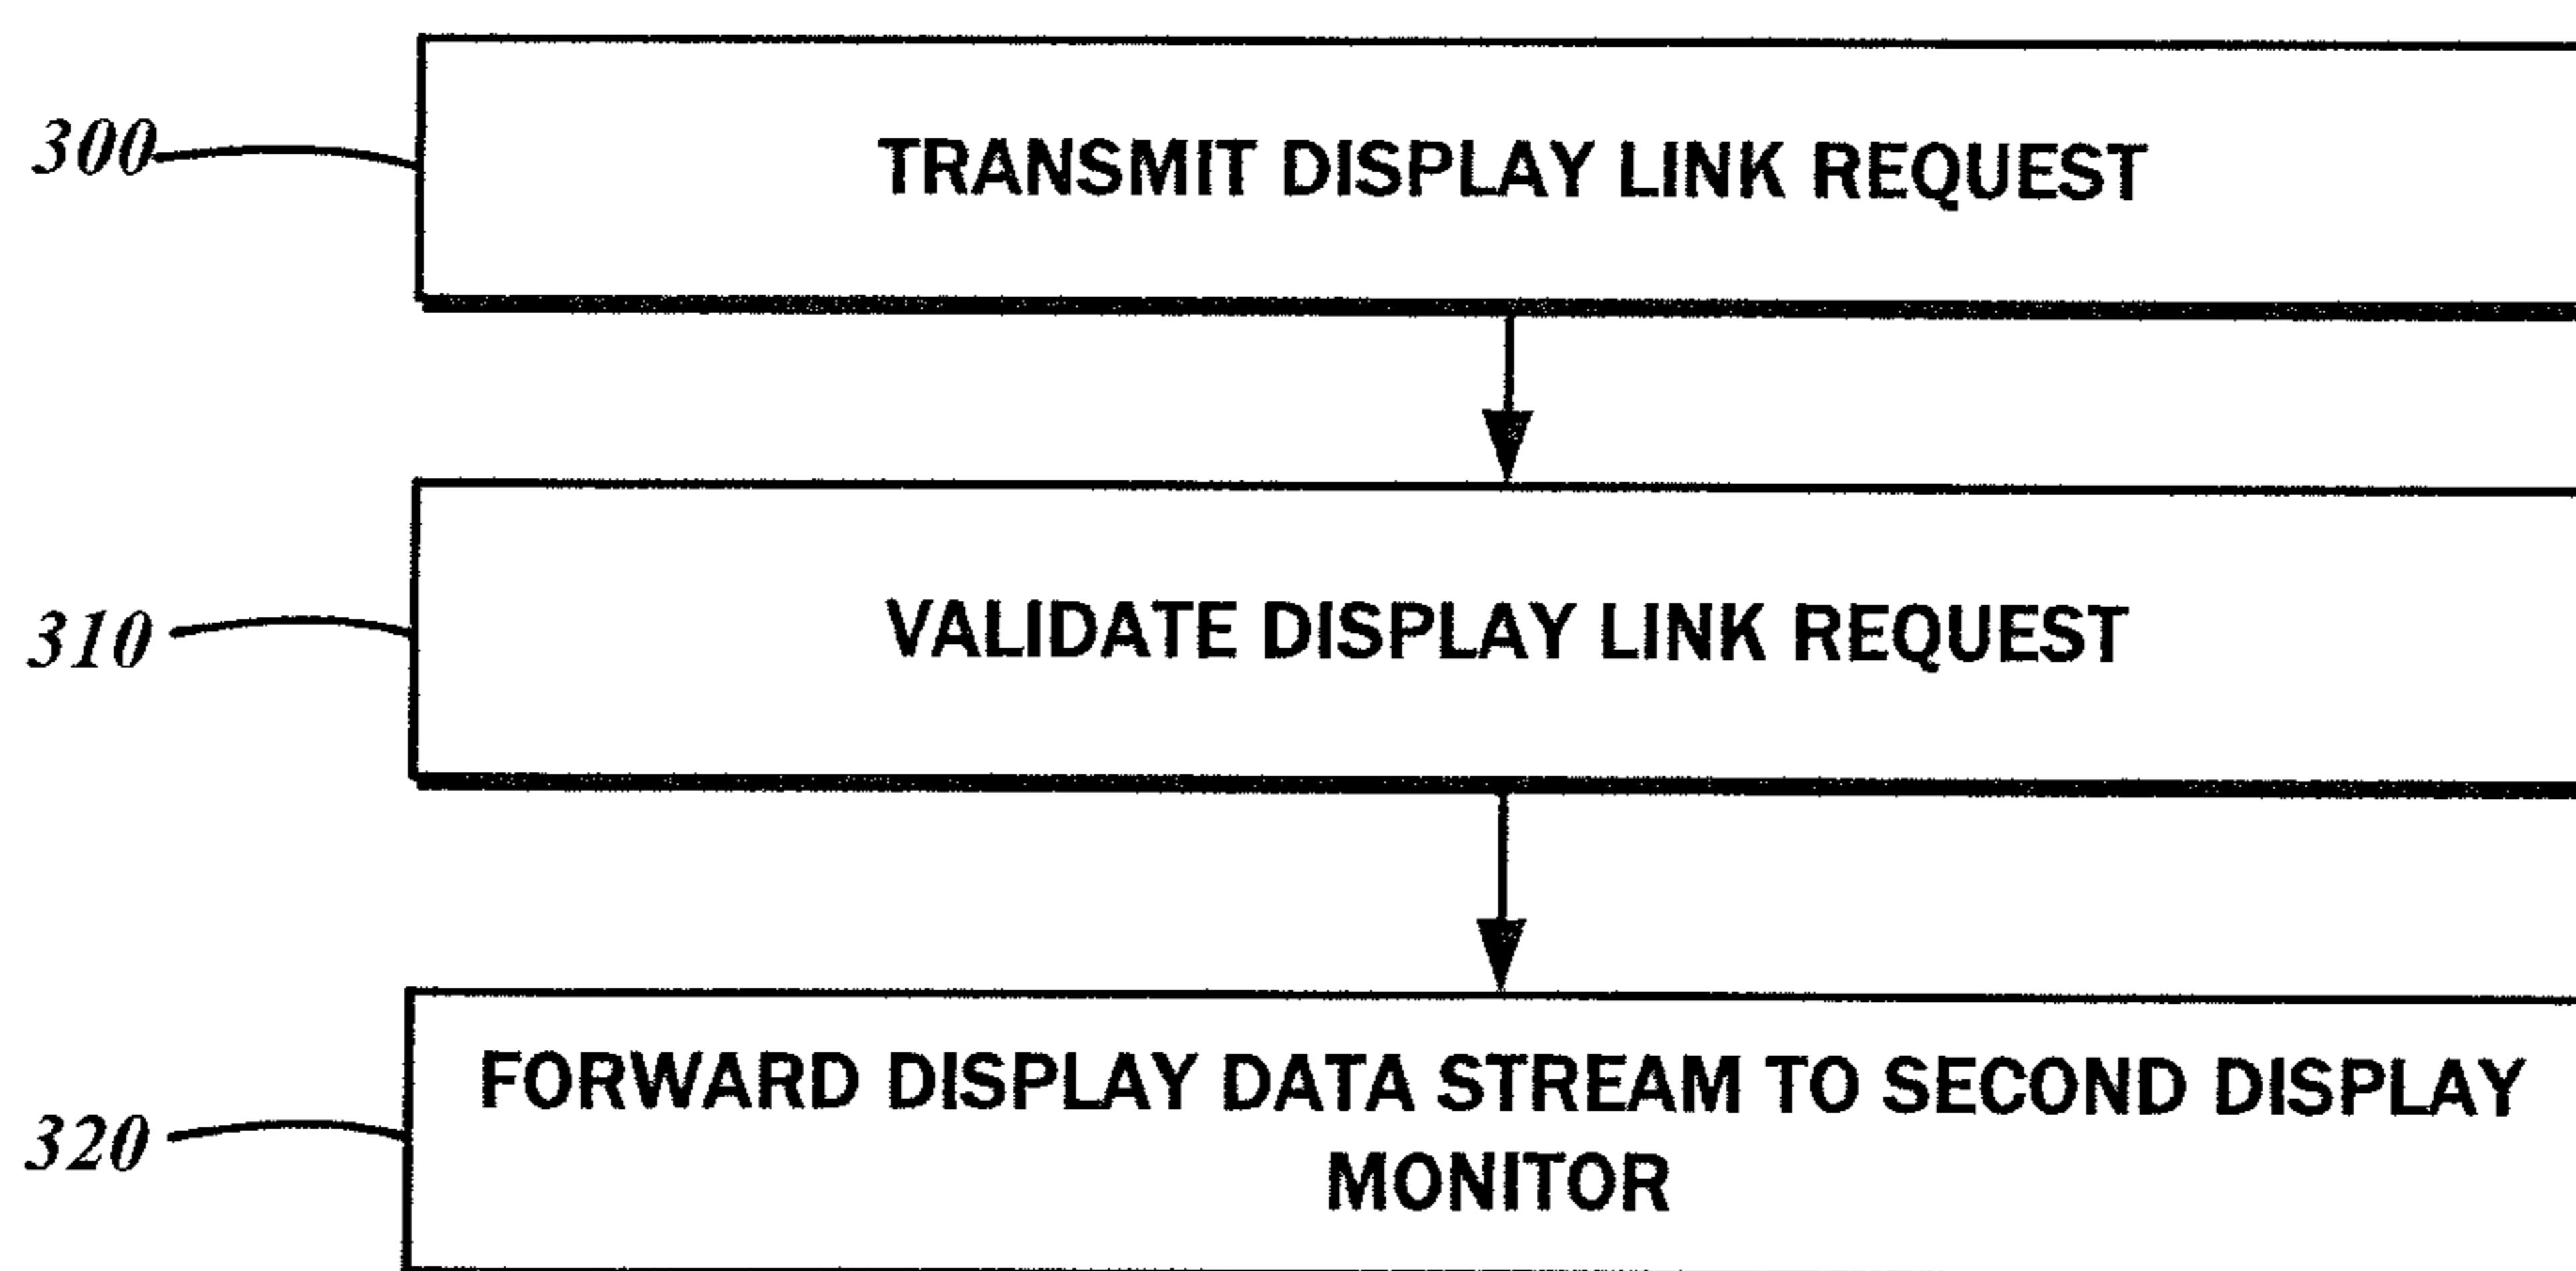 300
TRANSMIT DISPLAY LINK REQUEST
310
VALIDATE DISPLAY LINK REQUEST
320
FORWARD DISPLAY DATA STREAM TO SECOND DISPLAY
MONITOR